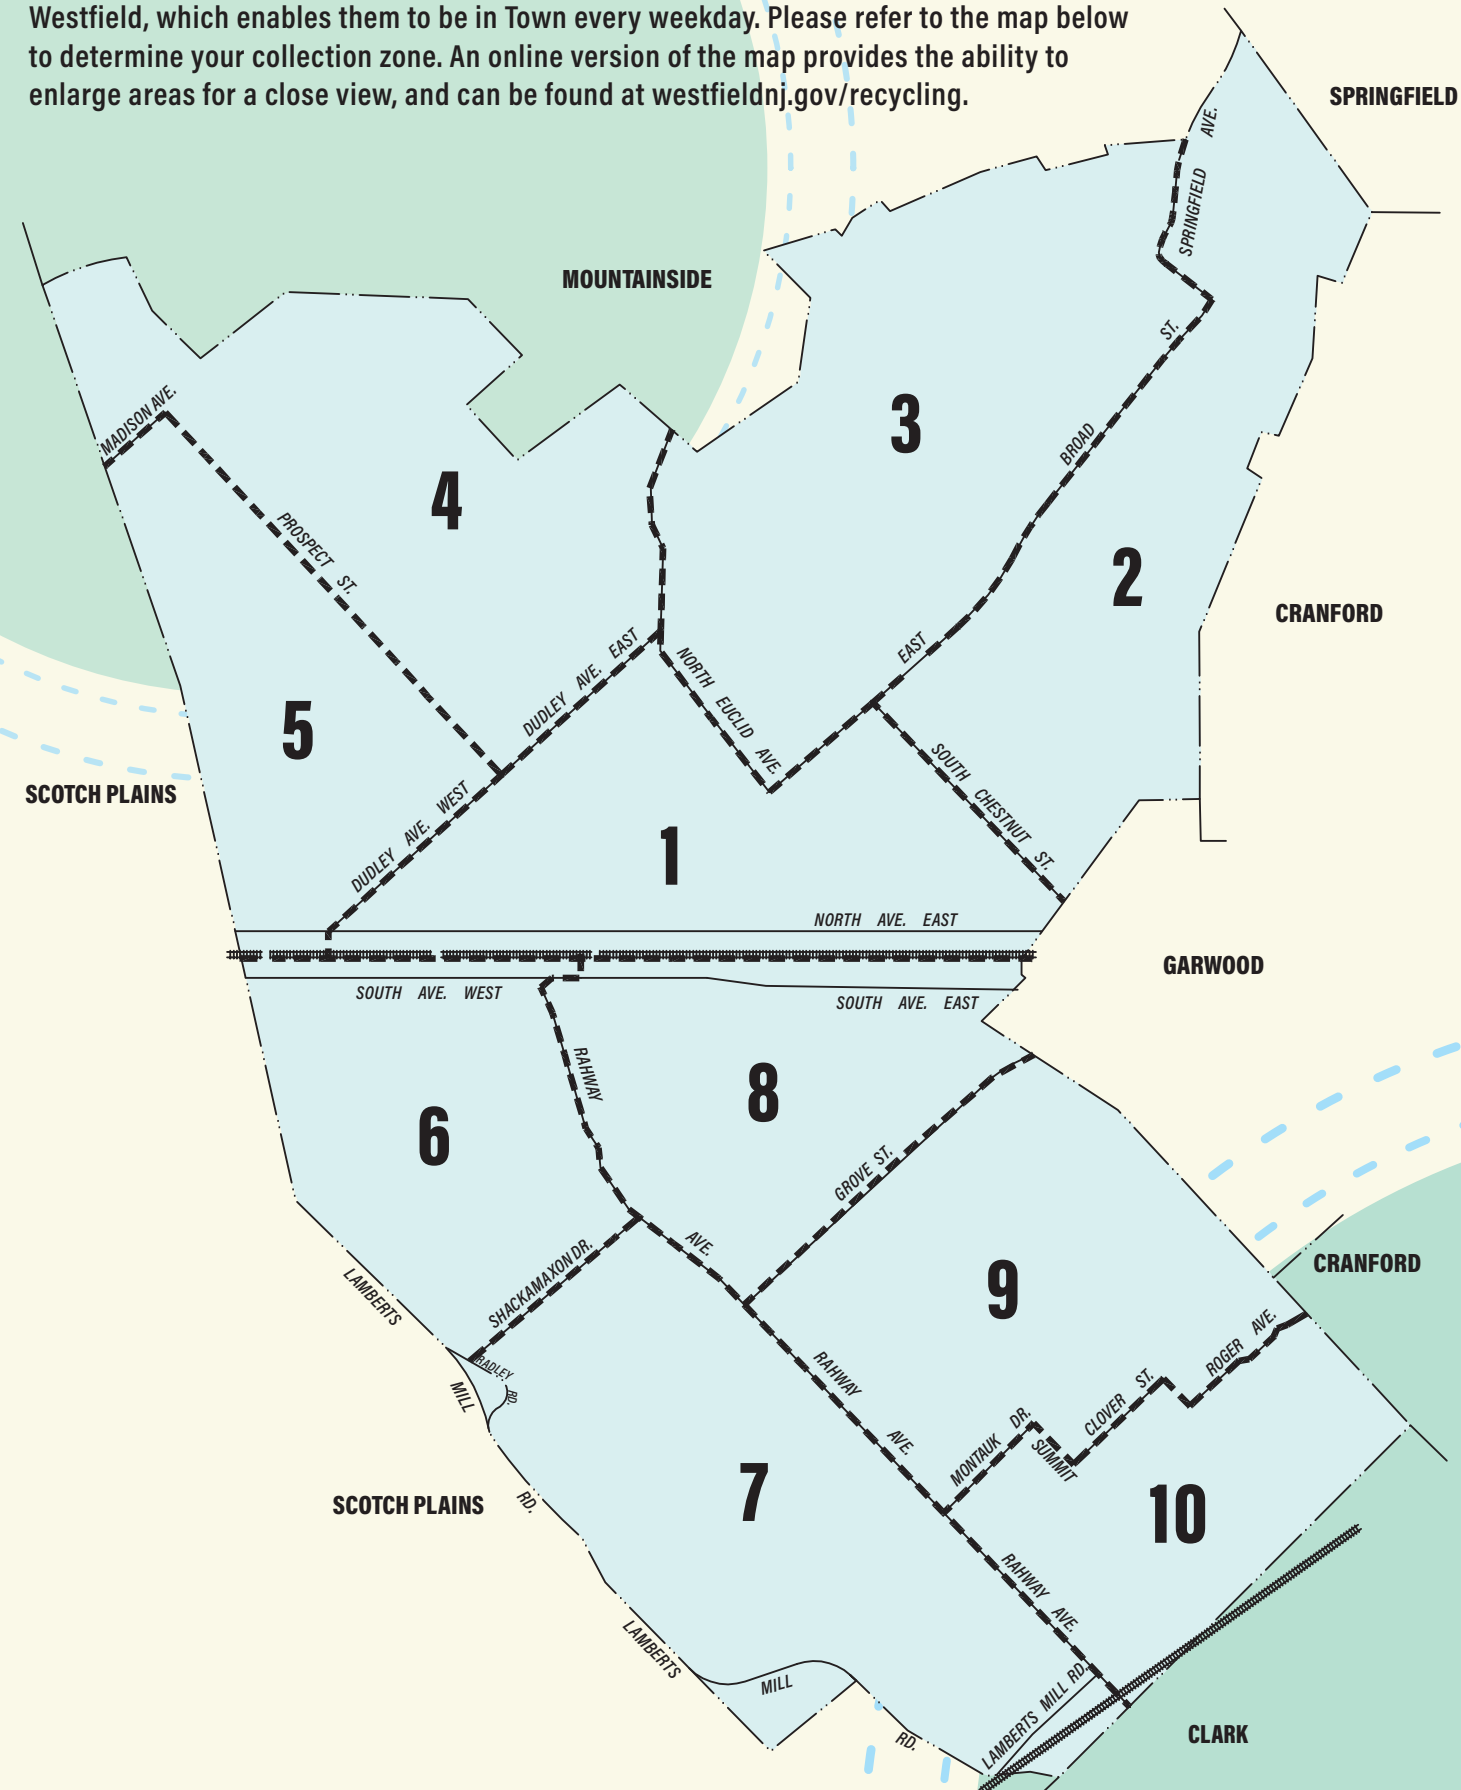 Westfield, which enables them to be in Town every weekday. Please refer to the map below
to determine your collection zone. An online version of the map provides the ability to
enlarge areas for a close view, and can be found at westfieldnj.gov/recycling.
SPRINGFIELD
SPRINGFIELD AVE.
MOUNTAINSIDE
ST.
MADISON AVE.
3
BROAD
4
PROSPECT ST.
2
CRANFORD
EAST
DUDLEY AVE. EAST
NORTH EUCLID AVE.
5
SCOTCH PLAINS
DUDLEY AVE. WEST
SOUTH CHESTNUT ST.
1
NORTH AVE. EAST
GARWOOD
SOUTH AVE. WEST
SOUTH AVE. EAST
RAHWAY
8
6
GROVE ST.
AVE.
SHACKAMAXON DR.
LAMBERTS
CRANFORD
9
ROGER AVE.
RADLEY
RD.
MILL
RAHWAY
CLOVER ST.
MONTAUK DR.
SUMMIT
AVE.
7
SCOTCH PLAINS
RD.
10
RAHWAY AVE.
LAMBERTS
MILL
LAMBERTS MILL RD.
RD.
CLARK